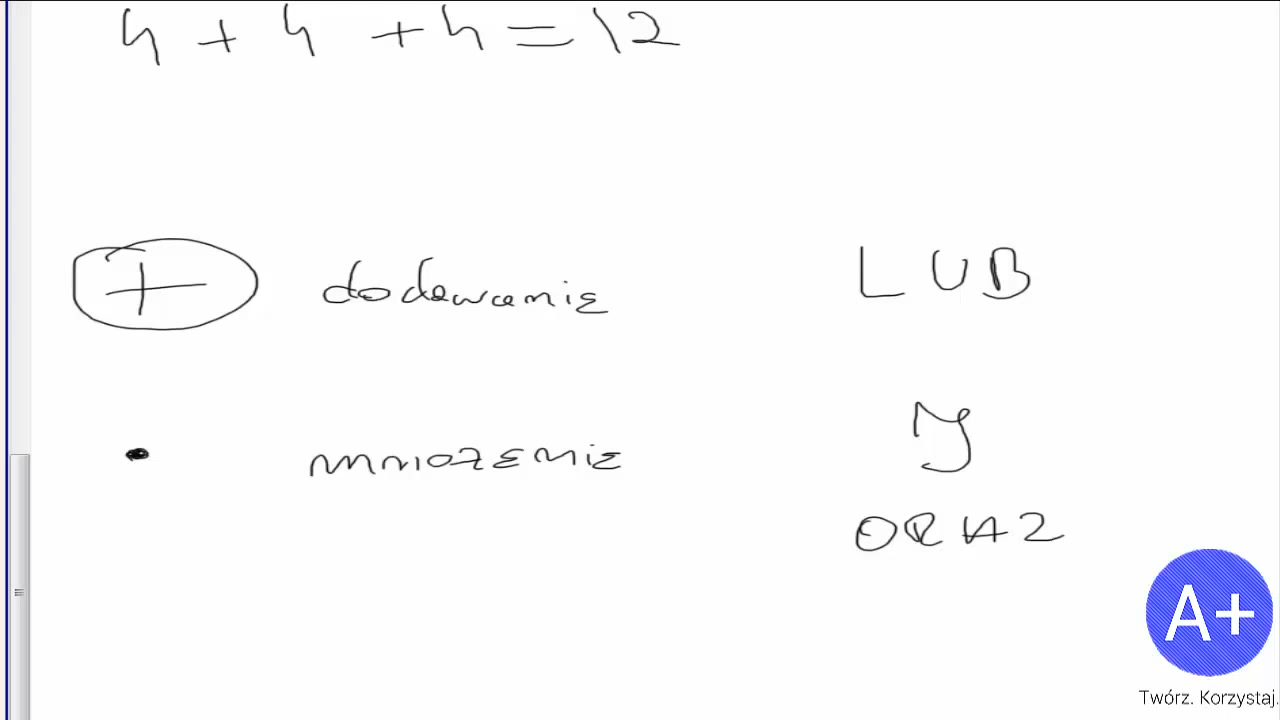 4 + 4 + 4 = 12
+ dodawanie LUB
• mnożenie I
ORAZ
A+
Twórz. Korzystaj.